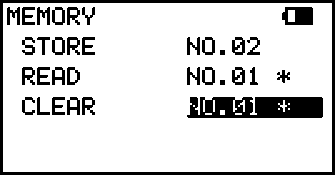 MEMORY
STORE NO.02
READ NO.01 *
CLEAR NO.01 *